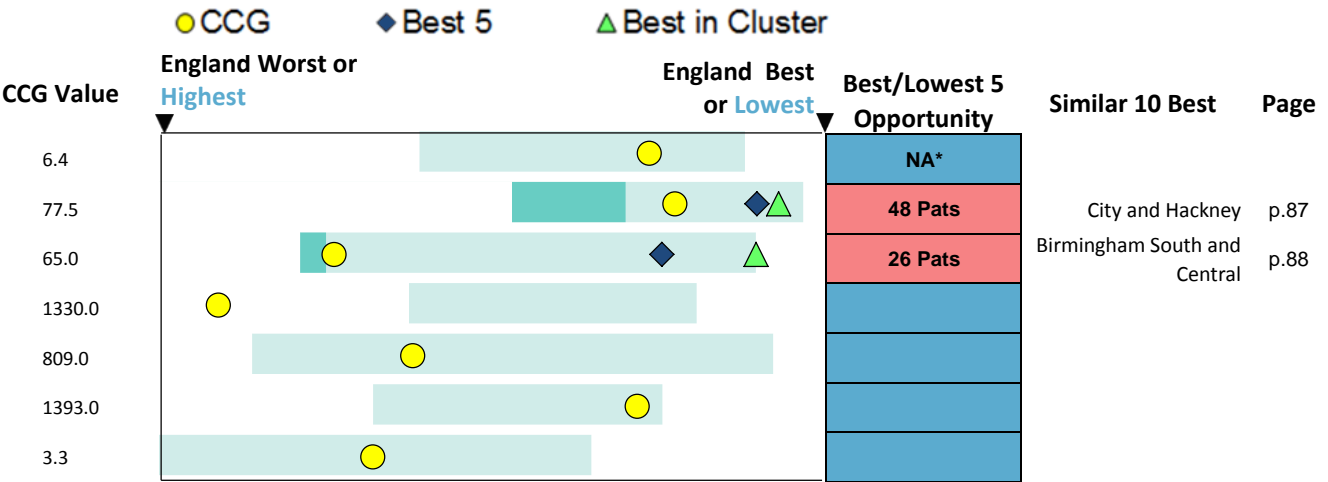 CCG Best 5 Best in Cluster
CCG Value
England Worst or
Highest
England Best
or Lowest
Best/Lowest 5
Opportunity
Similar 10 Best
Page
6.4 NA*
77.5 48 Pats City and Hackney p.87
65.0 26 Pats Birmingham South and
Central p.88
1330.0
809.0
1393.0
3.3